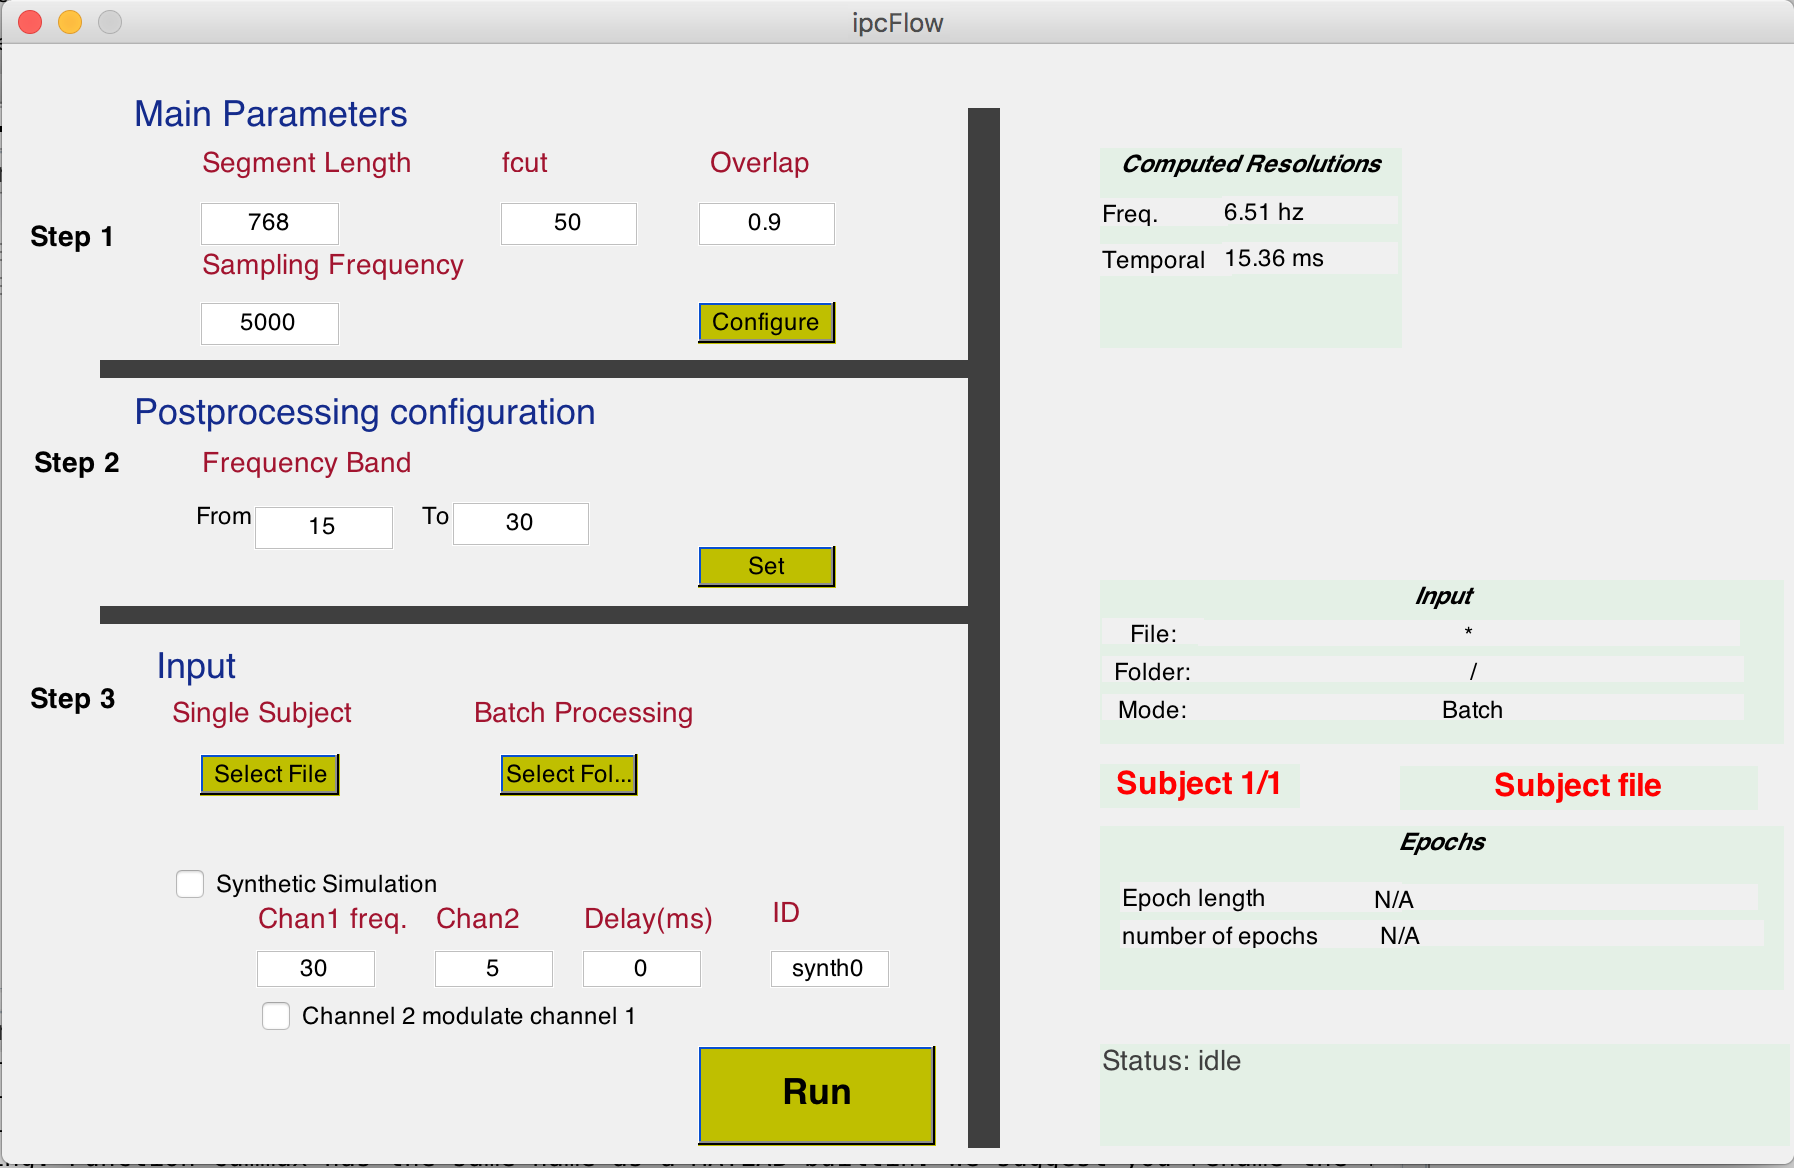 ipcFlow
Main Parameters
Segment Length fcut Overlap
Step 1
768 50 0.9
Sampling Frequency
5000 Configure
Postprocessing configuration
Step 2 Frequency Band
From 15 To 30
Set
Input
Step 3
Single Subject Batch Processing
Select File Select Fol...
Synthetic Simulation
Chan1 freq. Chan2 Delay(ms) ID
30 5 0 synth0
Channel 2 modulate channel 1
Run
Computed Resolutions
Freq. 6.51 hz
Temporal 15.36 ms
Input
File: *
Folder: /
Mode: Batch
Subject 1/1 Subject file
Epochs
Epoch length N/A
number of epochs N/A
Status: idle